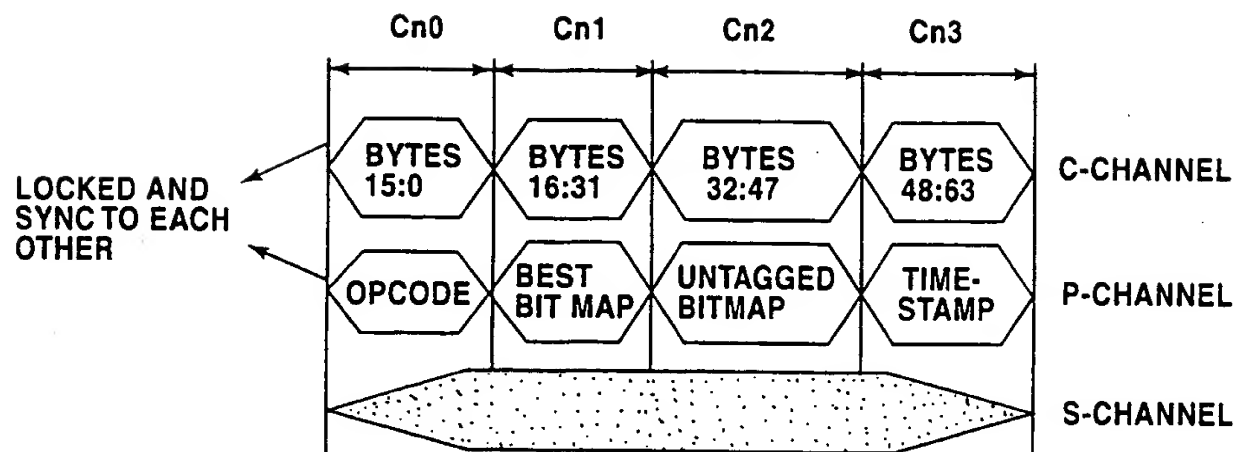 Cn0 Cn1 Cn2 Cn3
BYTES BYTES BYTES BYTES
15:0 16:31 32:47 48:63
C-CHANNEL
LOCKED AND
SYNC TO EACH
OTHER
OPCODE
BEST
BIT MAP
UNTAGGED
BITMAP
TIME-
STAMP
P-CHANNEL
S-CHANNEL